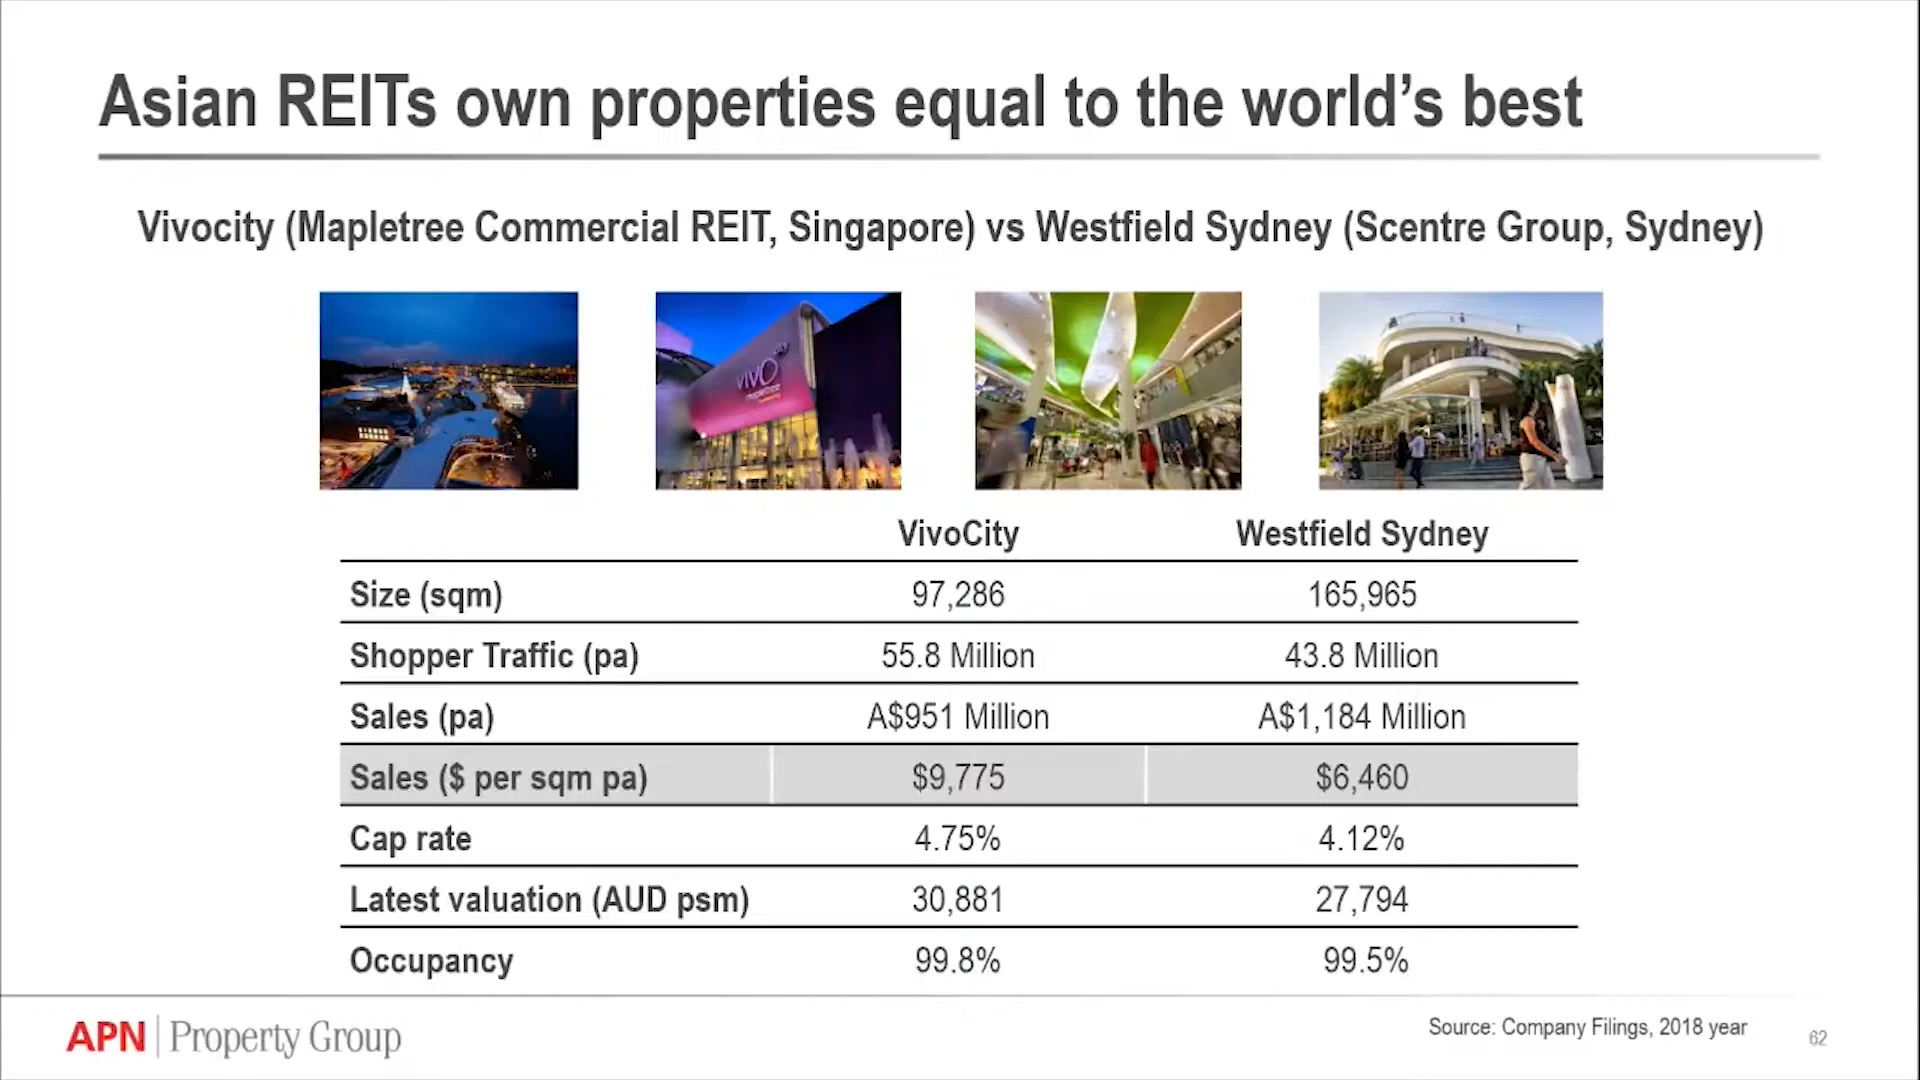 Asian REITs own properties equal to the world’s best
Vivocity (Mapletree Commercial REIT, Singapore) vs Westfield Sydney (Scentre Group, Sydney)
VIVO city
mapletree
VivoCity Westfield Sydney
Size (sqm) 97,286 165,965
Shopper Traffic (pa) 55.8 Million 43.8 Million
Sales (pa) A$951 Million A$1,184 Million
Sales ($ per sqm pa) $9,775 $6,460
Cap rate 4.75% 4.12%
Latest valuation (AUD psm) 30,881 27,794
Occupancy 99.8% 99.5%
APN Property Group
Source: Company Filings, 2018 year
62